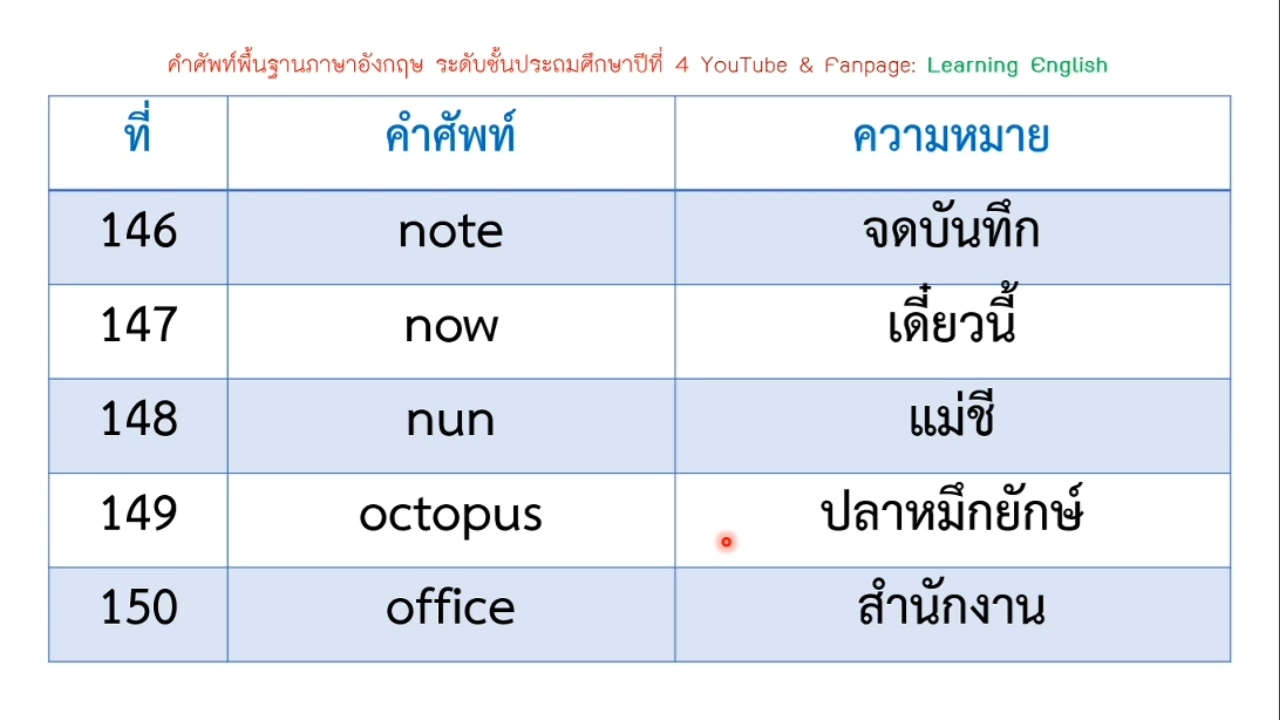 คำศัพท์พื้นฐานภาษาอังกฤษ ระดับชั้นประถมศึกษาปีที่ 4 YouTube & Fanpage: Learning English
ที่ คำศัพท์ ความหมาย
146 note จดบันทึก
147 now เดี๋ยวนี้
148 nun แม่ชี
149 octopus ปลาหมึกยักษ์
150 office สำนักงาน